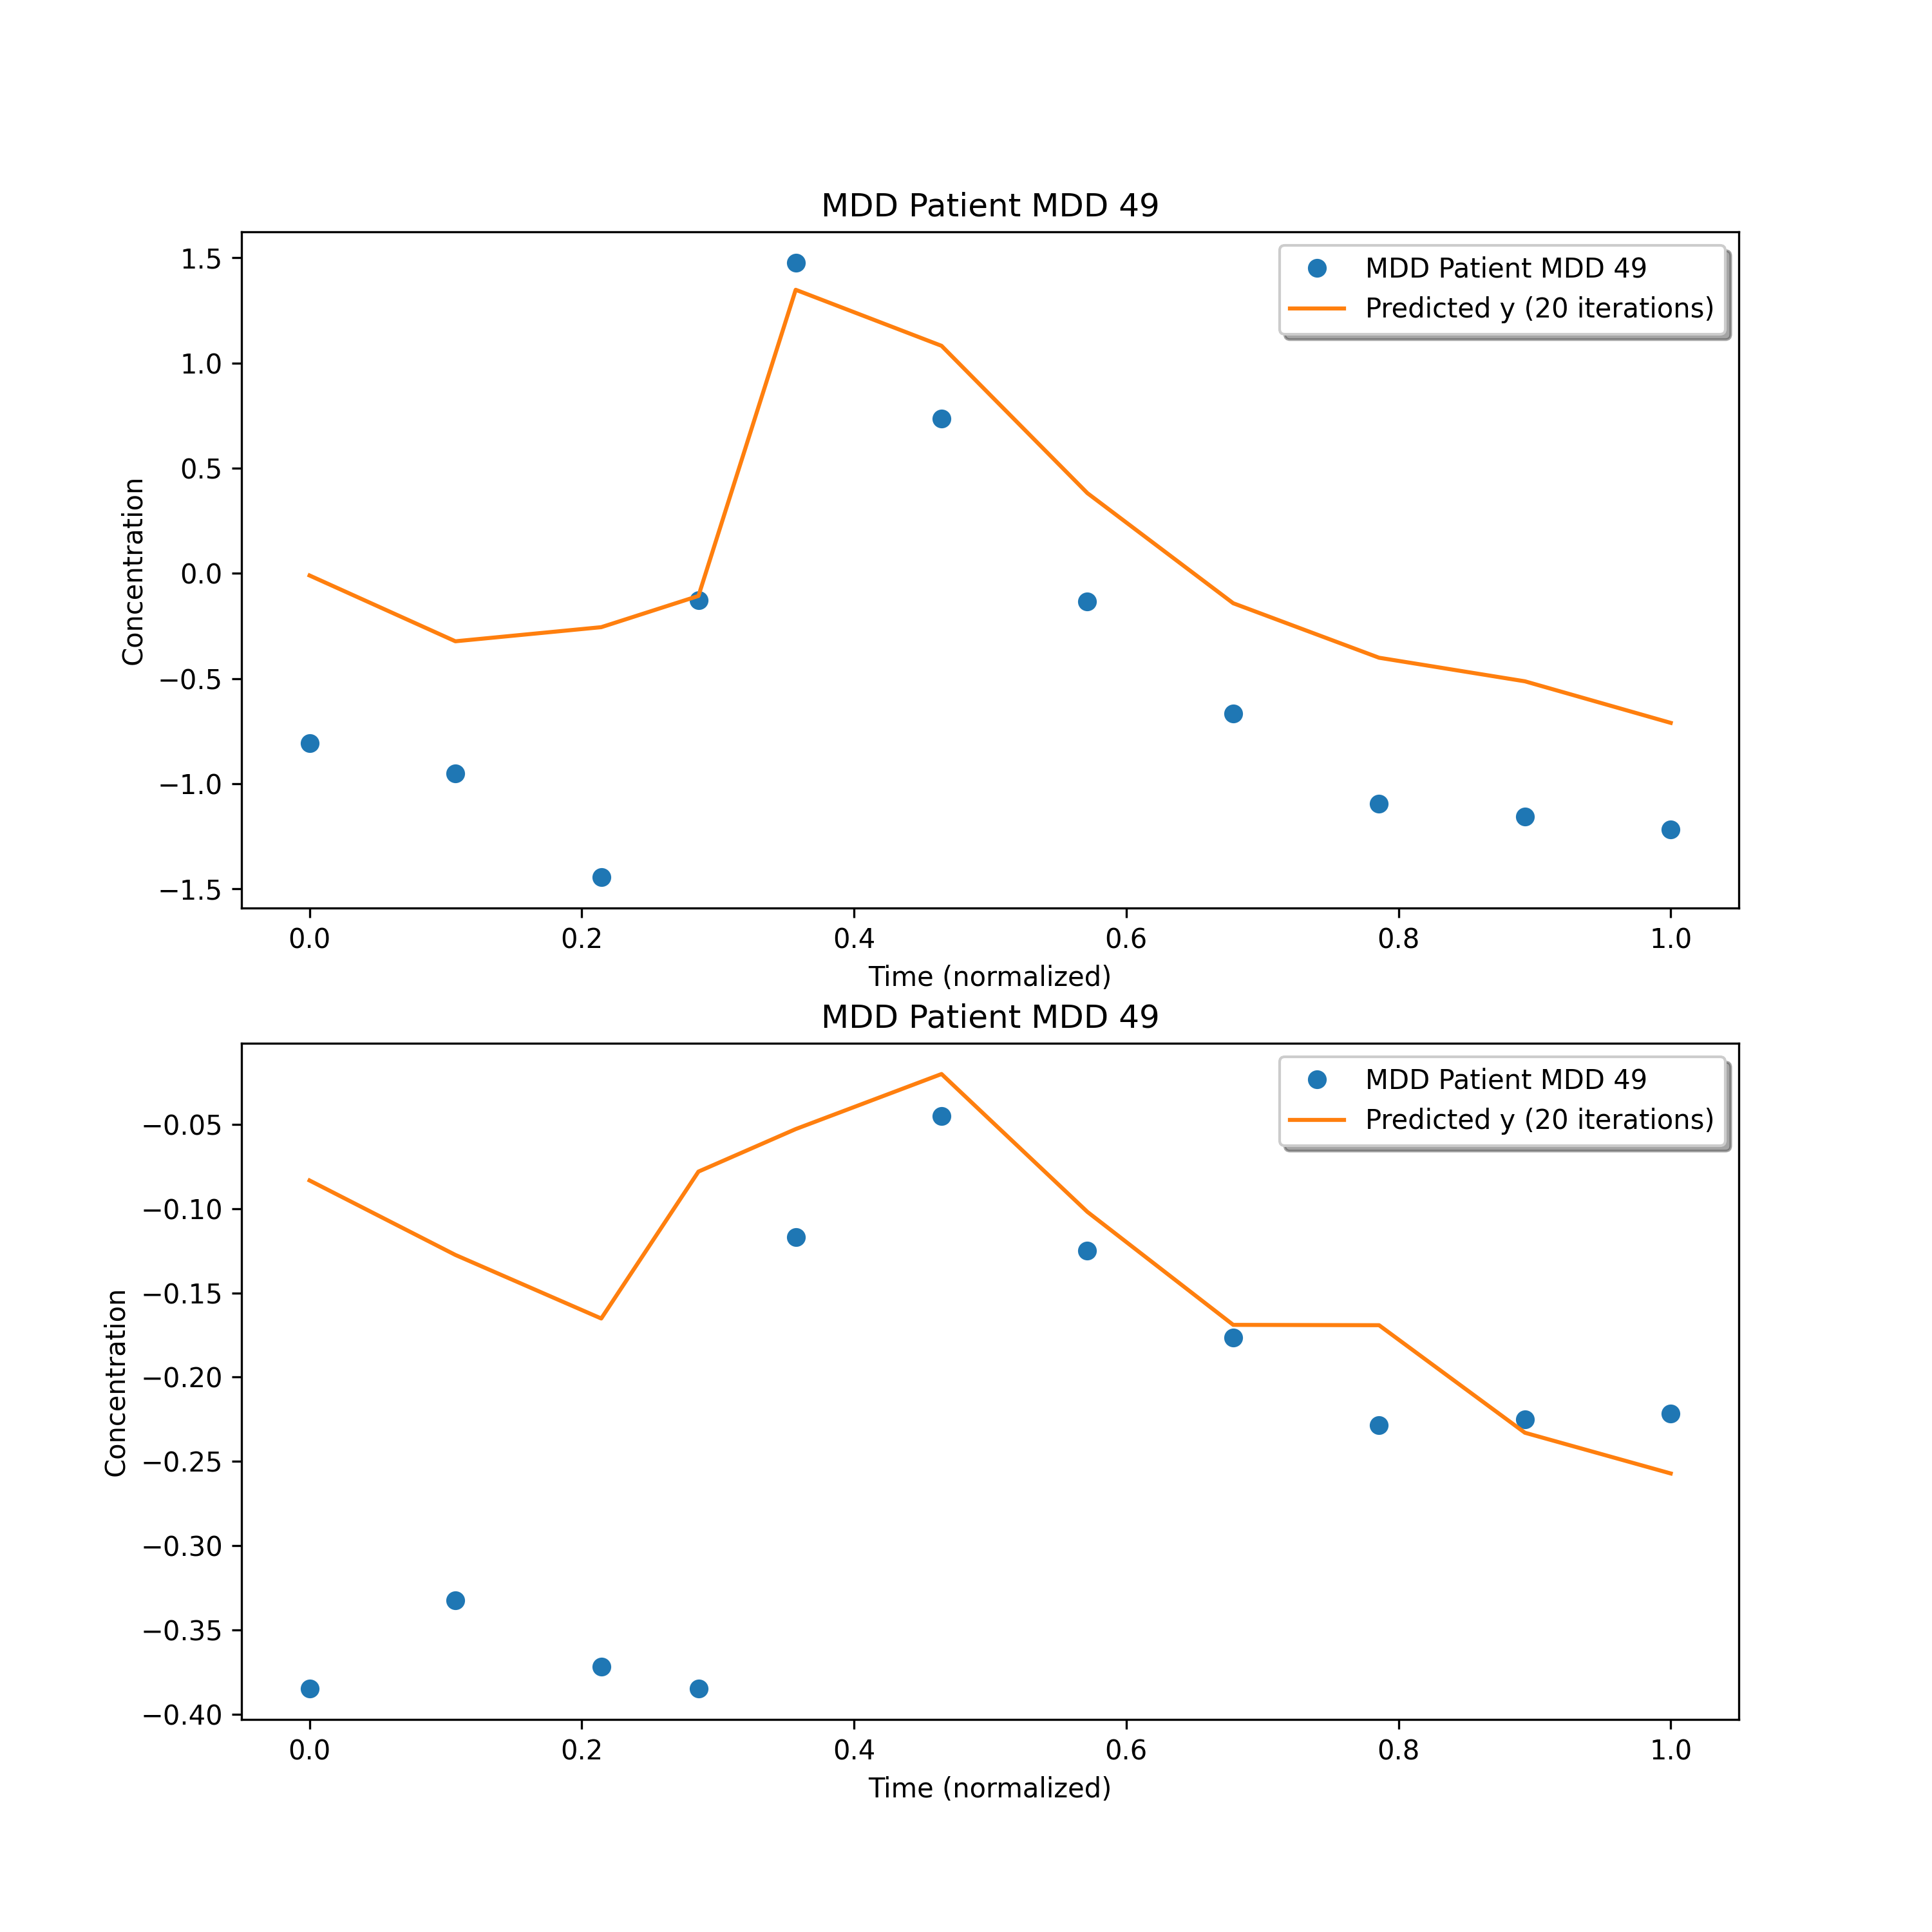 MDD Patient MDD 49
1.5
1.0
0.5
0.0
−0.5
−1.0
−1.5
Concentration
MDD Patient MDD 49
Predicted y (20 iterations)
0.0 0.2 0.4 0.6 0.8 1.0
Time (normalized)
MDD Patient MDD 49
−0.05
−0.10
−0.15
−0.20
−0.25
−0.30
−0.35
−0.40
Concentration
MDD Patient MDD 49
Predicted y (20 iterations)
0.0 0.2 0.4 0.6 0.8 1.0
Time (normalized)